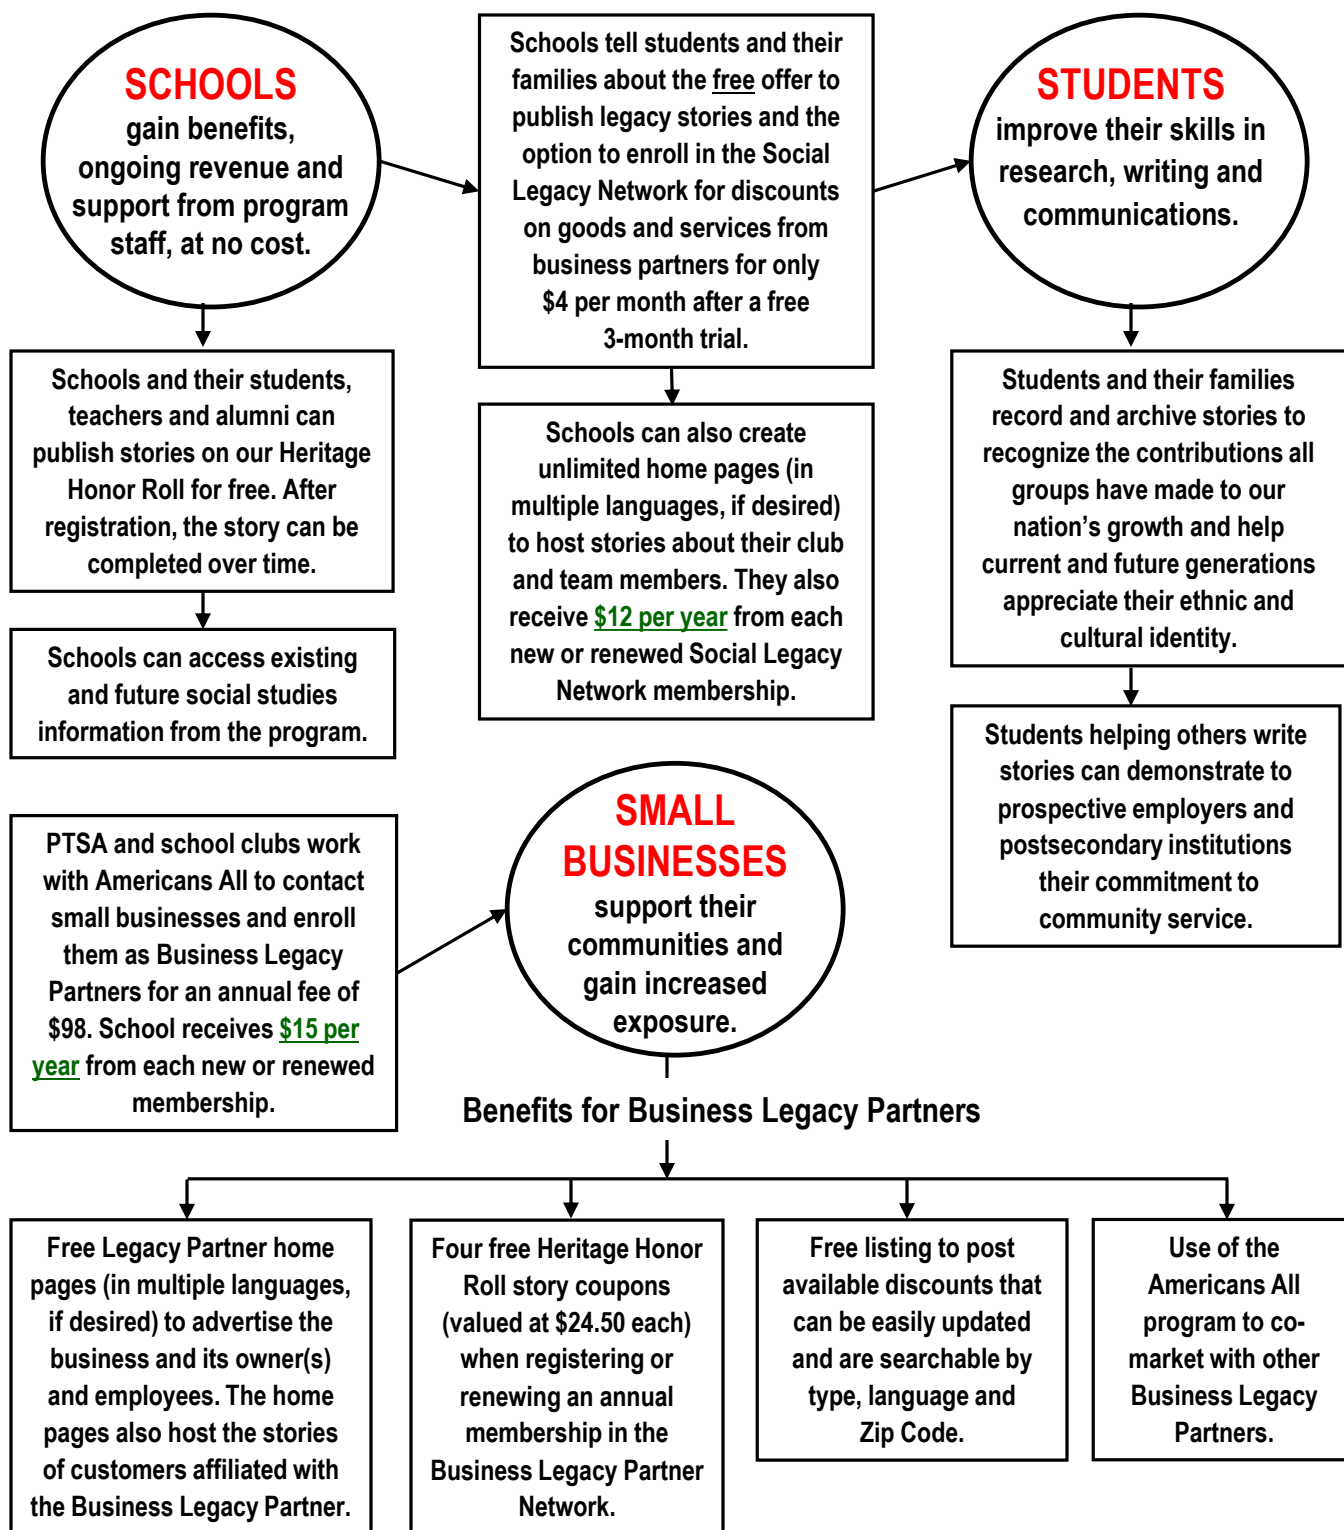 SCHOOLS
gain benefits,
ongoing revenue and
support from program
staff, at no cost.
Schools tell students and their
families about the free offer to
publish legacy stories and the
option to enroll in the Social
Legacy Network for discounts
on goods and services from
business partners for only
$4 per month after a free
3-month trial.
STUDENTS
improve their skills in
research, writing and
communications.
Schools and their students,
teachers and alumni can
publish stories on our Heritage
Honor Roll for free. After
registration, the story can be
completed over time.
Schools can access existing
and future social studies
information from the program.
Schools can also create
unlimited home pages (in
multiple languages, if desired)
to host stories about their club
and team members. They also
receive $12 per year from each
new or renewed Social Legacy
Network membership.
Students and their families
record and archive stories to
recognize the contributions all
groups have made to our
nation’s growth and help
current and future generations
appreciate their ethnic and
cultural identity.
Students helping others write
stories can demonstrate to
prospective employers and
postsecondary institutions
their commitment to
community service.
PTSA and school clubs work
with Americans All to contact
small businesses and enroll
them as Business Legacy
Partners for an annual fee of
$98. School receives $15 per
year from each new or renewed
membership.
SMALL
BUSINESSES
support their
communities and
gain increased
exposure.
Benefits for Business Legacy Partners
Free Legacy Partner home
pages (in multiple languages,
if desired) to advertise the
business and its owner(s)
and employees. The home
pages also host the stories
of customers affiliated with
the Business Legacy Partner.
Four free Heritage Honor
Roll story coupons
(valued at $24.50 each)
when registering or
renewing an annual
membership in the
Business Legacy Partner
Network.
Free listing to post
available discounts that
can be easily updated
and are searchable by
type, language and
Zip Code.
Use of the
Americans All
program to co-
market with other
Business Legacy
Partners.